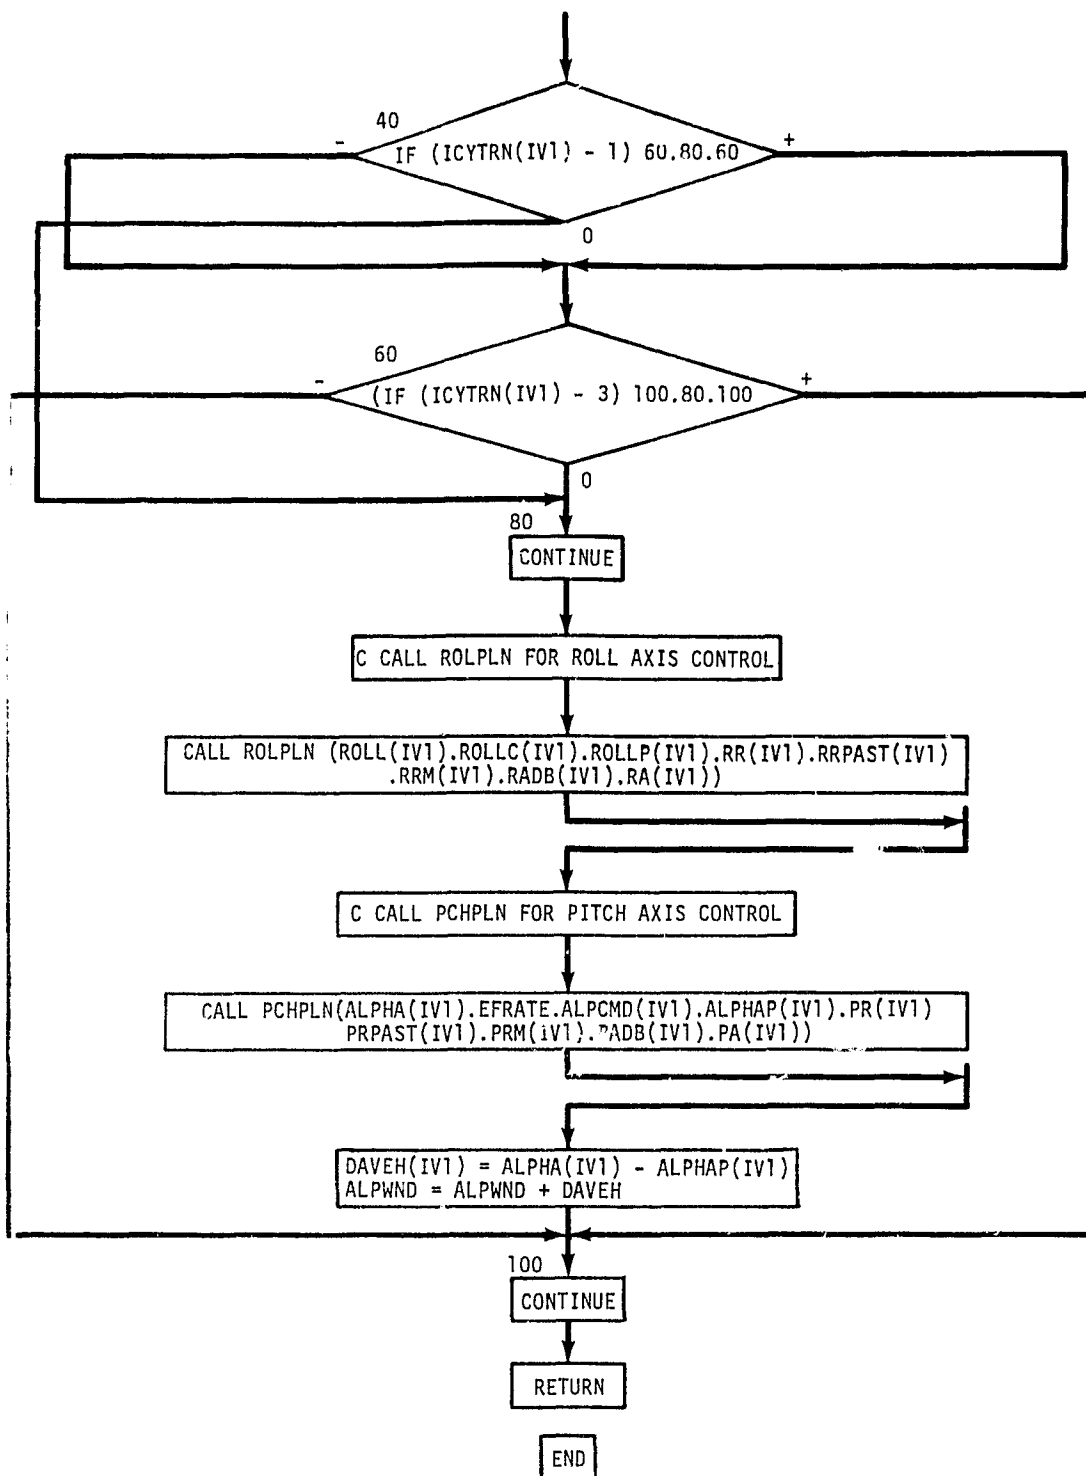 40
-
IF (ICYTRN(IV1) - 1) 60.80.60
+
0
60
-
(IF (ICYTRN(IV1) - 3) 100.80.100
+
0
80
CONTINUE
C CALL ROLPLN FOR ROLL AXIS CONTROL
CALL ROLPLN (ROLL(IV1).ROLLC(IV1).ROLLP(IV1).RR(IV1).RRPAST(IV1)
.RRM(IV1).RADB(IV1).RA(IV1))
C CALL PCHPLN FOR PITCH AXIS CONTROL
CALL PCHPLN(ALPHA(IV1).EFRATE.ALPCMD(IV1).ALPHAP(IV1).PR(IV1)
PRPAST(IV1).PRM(IV1).PADB(IV1).PA(IV1))
DAVEH(IV1) = ALPHA(IV1) - ALPHAP(IV1)
ALPWND = ALPWND + DAVEH
100
CONTINUE
RETURN
END